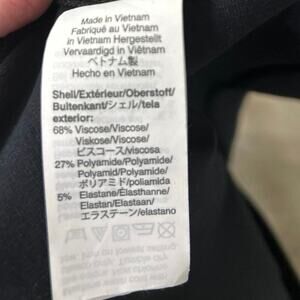 Made in Vietnam
Fabriqué au Vietnam
in Vietnam Hergestellt
Vervaardigd in Viëtnam
ベトナム製
Hecho en Vietnam
Shell/Extérieur/Oberstoff/
Buitenkant/シェル/tela
exterior:
68% Viscose/Viscose/
Viskose/Viscose/
ビスコース/viscosa
27% Polyamide/Polyamide/
Polyamid/Polyamide/
ポリアミド/poliamida
5% Elastane/Élasthanne/
Elastan/Elastaan/
エラステーン/elastano